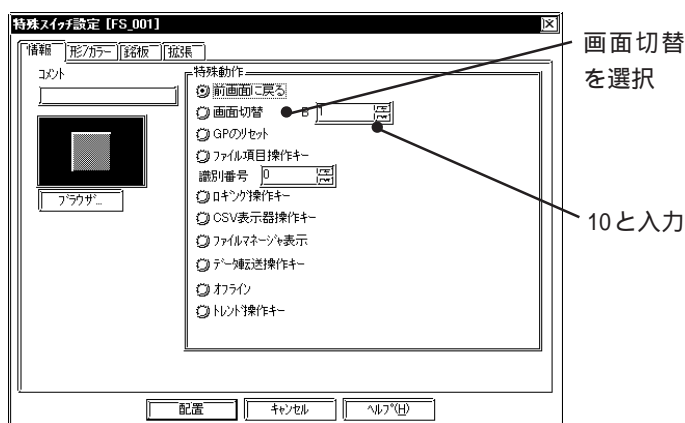 特殊スイッチ設定 [FS_001]
情報 形/カラー 銘板 拡張
コメント
ブラウザ...
特殊動作
前画面に戻る
画面切替 B 1
GPのリセット
ファイル項目操作キー
識別番号 0
ロギング操作キー
CSV表示器操作キー
ファイルマネージャ表示
データ転送操作キー
オフライン
トレンド操作キー
配置 キャンセル ヘルプ(H)
画面切替
を選択
10と入力